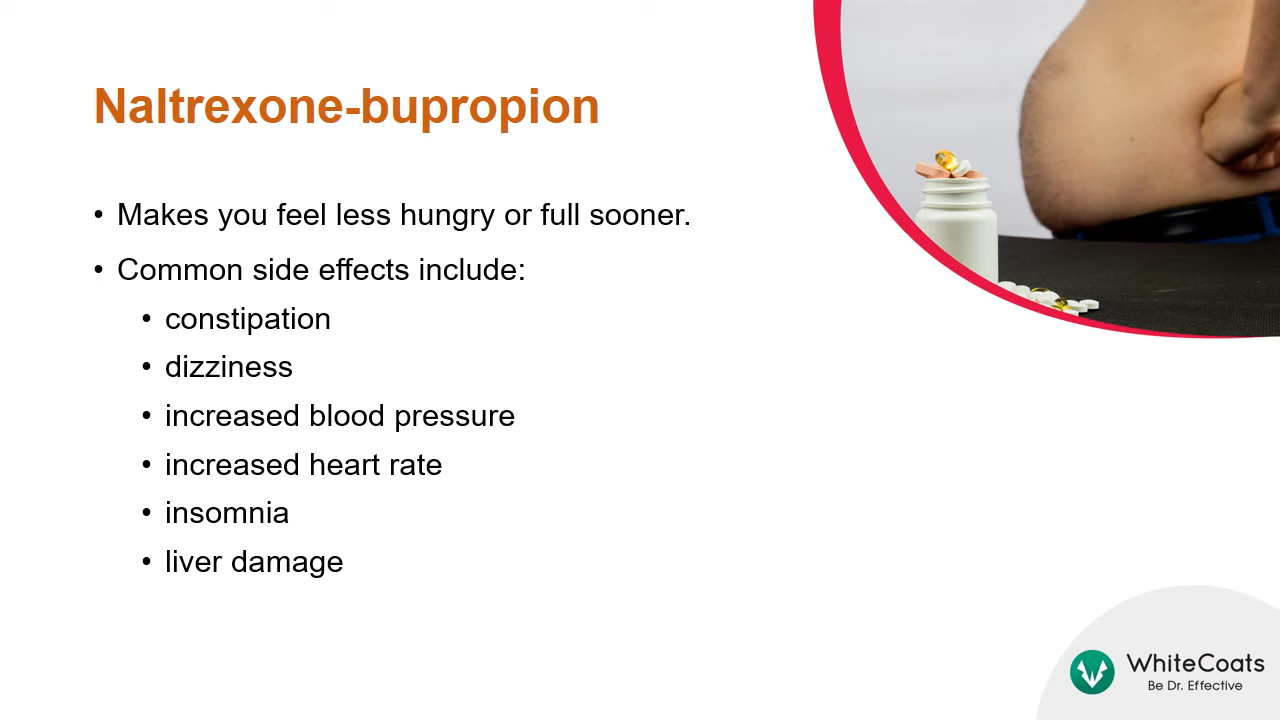 Naltrexone-bupropion
• Makes you feel less hungry or full sooner.
• Common side effects include:
• constipation
• dizziness
• increased blood pressure
• increased heart rate
• insomnia
• liver damage
WhiteCoats
Be Dr. Effective